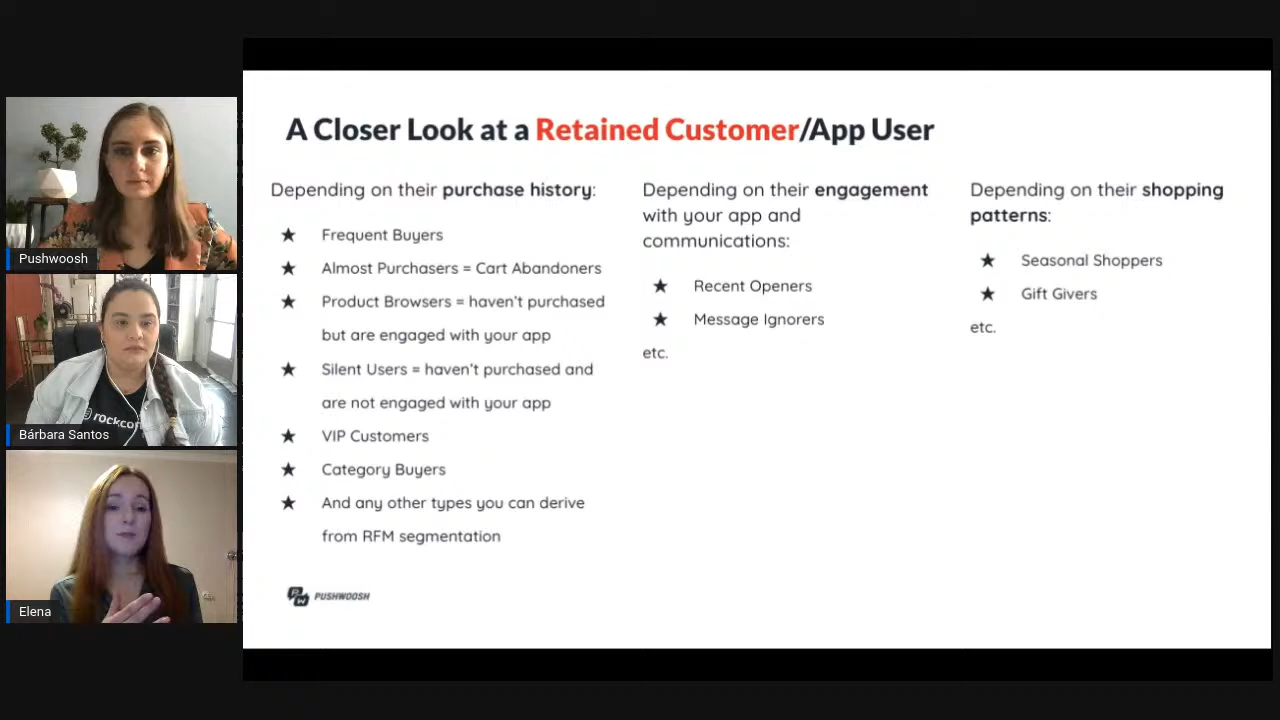 A Closer Look at a Retained Customer/App User
Depending on their purchase history:
★ Frequent Buyers
★ Almost Purchasers = Cart Abandoners
★ Product Browsers = haven't purchased
but are engaged with your app
★ Silent Users = haven't purchased and
are not engaged with your app
★ VIP Customers
★ Category Buyers
★ And any other types you can derive
from RFM segmentation
Depending on their engagement
with your app and
communications:
★ Recent Openers
★ Message Ignorers
etc.
Depending on their shopping
patterns:
★ Seasonal Shoppers
★ Gift Givers
etc.
PUSHWOOSH
Pushwoosh
rockcon
Bárbara Santos
Elena